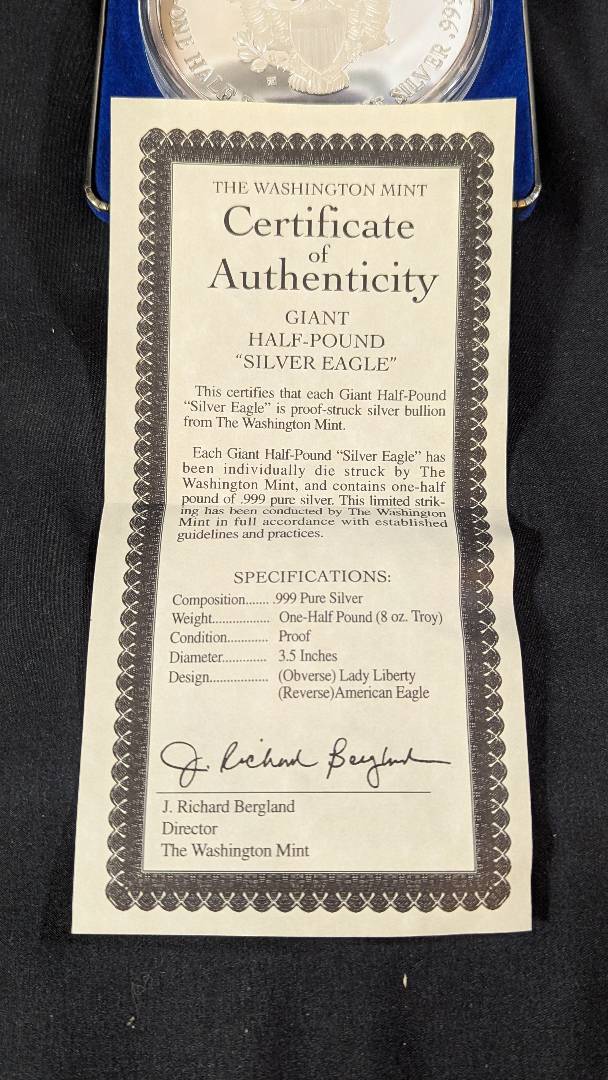 ONE HALF SILVER .999
THE WASHINGTON MINT
Certificate
of
Authenticity
GIANT
HALF-POUND
“SILVER EAGLE”
This certifies that each Giant Half-Pound
“Silver Eagle” is proof-struck silver bullion
from The Washington Mint.
Each Giant Half-Pound “Silver Eagle” has
been individually die struck by The
Washington Mint, and contains one-half
pound of .999 pure silver. This limited strik-
ing has been conducted by The Washington
Mint in full accordance with established
guidelines and practices.
SPECIFICATIONS:
Composition....... .999 Pure Silver
Weight................. One-Half Pound (8 oz. Troy)
Condition............ Proof
Diameter............. 3.5 Inches
Design................. (Obverse) Lady Liberty
(Reverse)American Eagle
J. Richard Bergland
J. Richard Bergland
Director
The Washington Mint